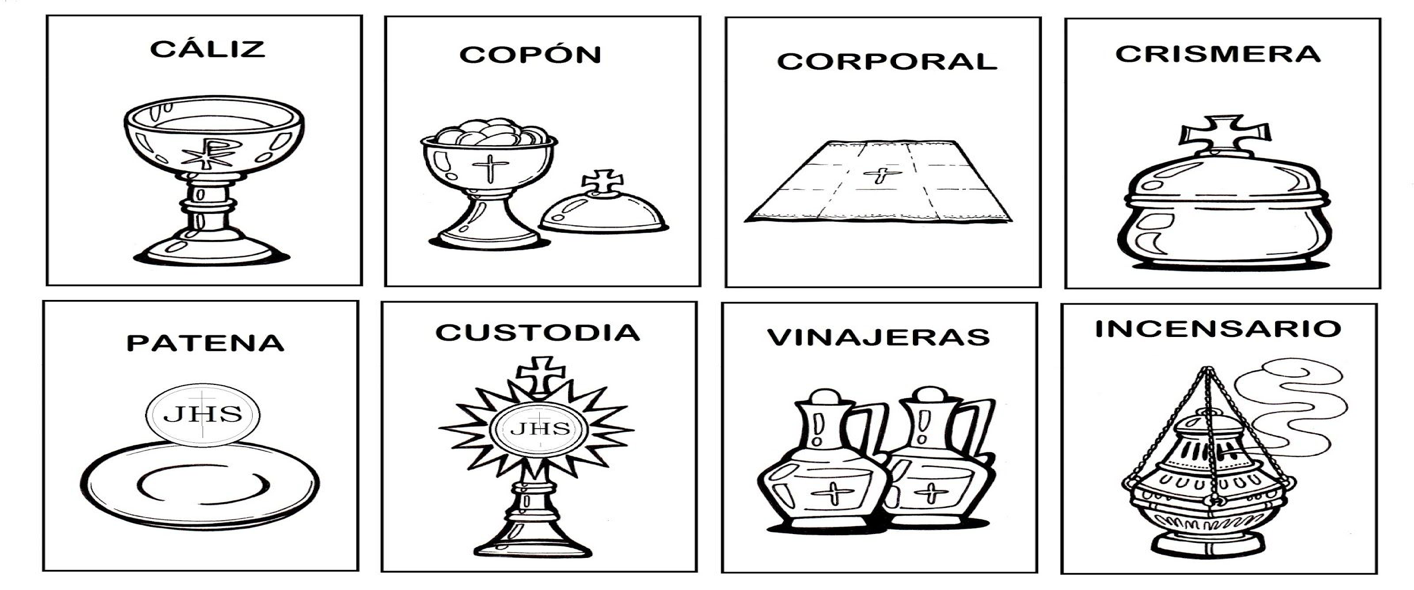 CÁLIZ
COPÓN
CORPORAL
CRISMERA
PATENA
JHS
CUSTODIA
JHS
VINAJERAS
INCENSARIO